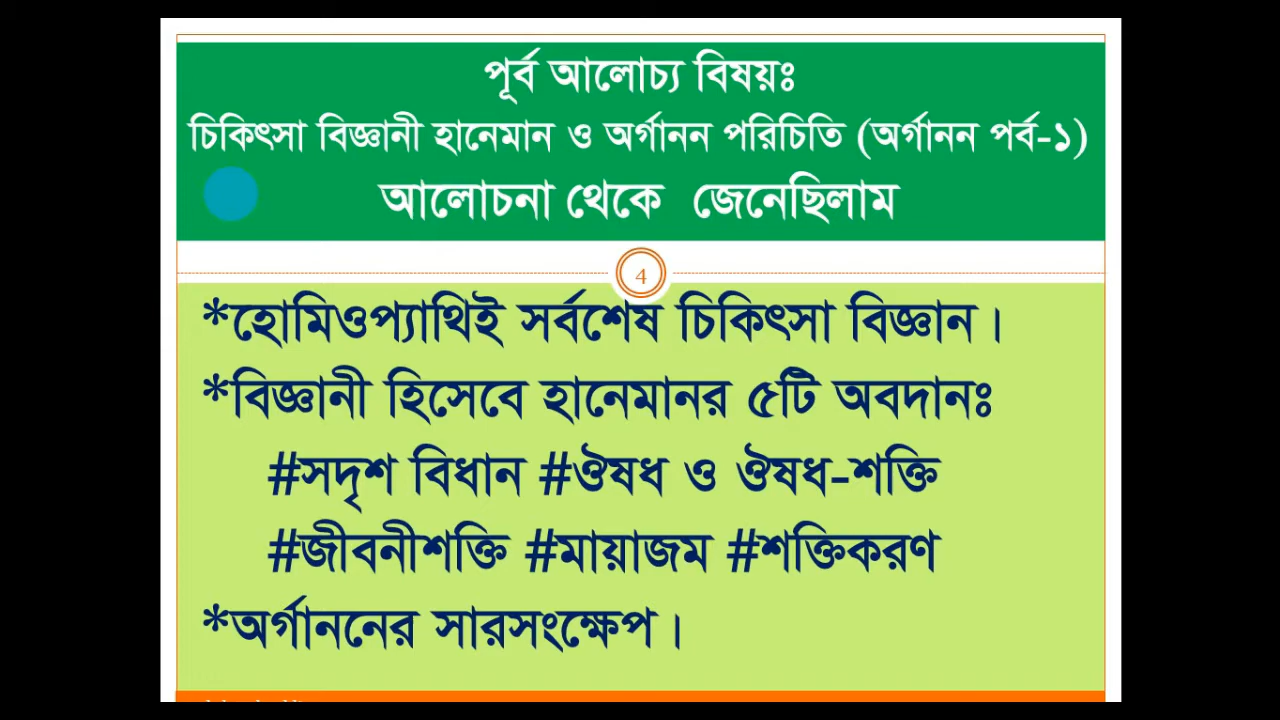 পূর্ব আলোচ্য বিষয়ঃ
চিকিৎসা বিজ্ঞানী হানেমান ও অর্গানন পরিচিতি (অর্গানন পর্ব-১)
আলোচনা থেকে জেনেছিলাম
4
*হোমিওপ্যাথিই সর্বশেষ চিকিৎসা বিজ্ঞান।
*বিজ্ঞানী হিসেবে হানেমানর ৫টি অবদানঃ
#সদৃশ বিধান #ঔষধ ও ঔষধ-শক্তি
#জীবনীশক্তি #মায়াজম #শক্তিকরণ
*অর্গাননের সারসংক্ষেপ।